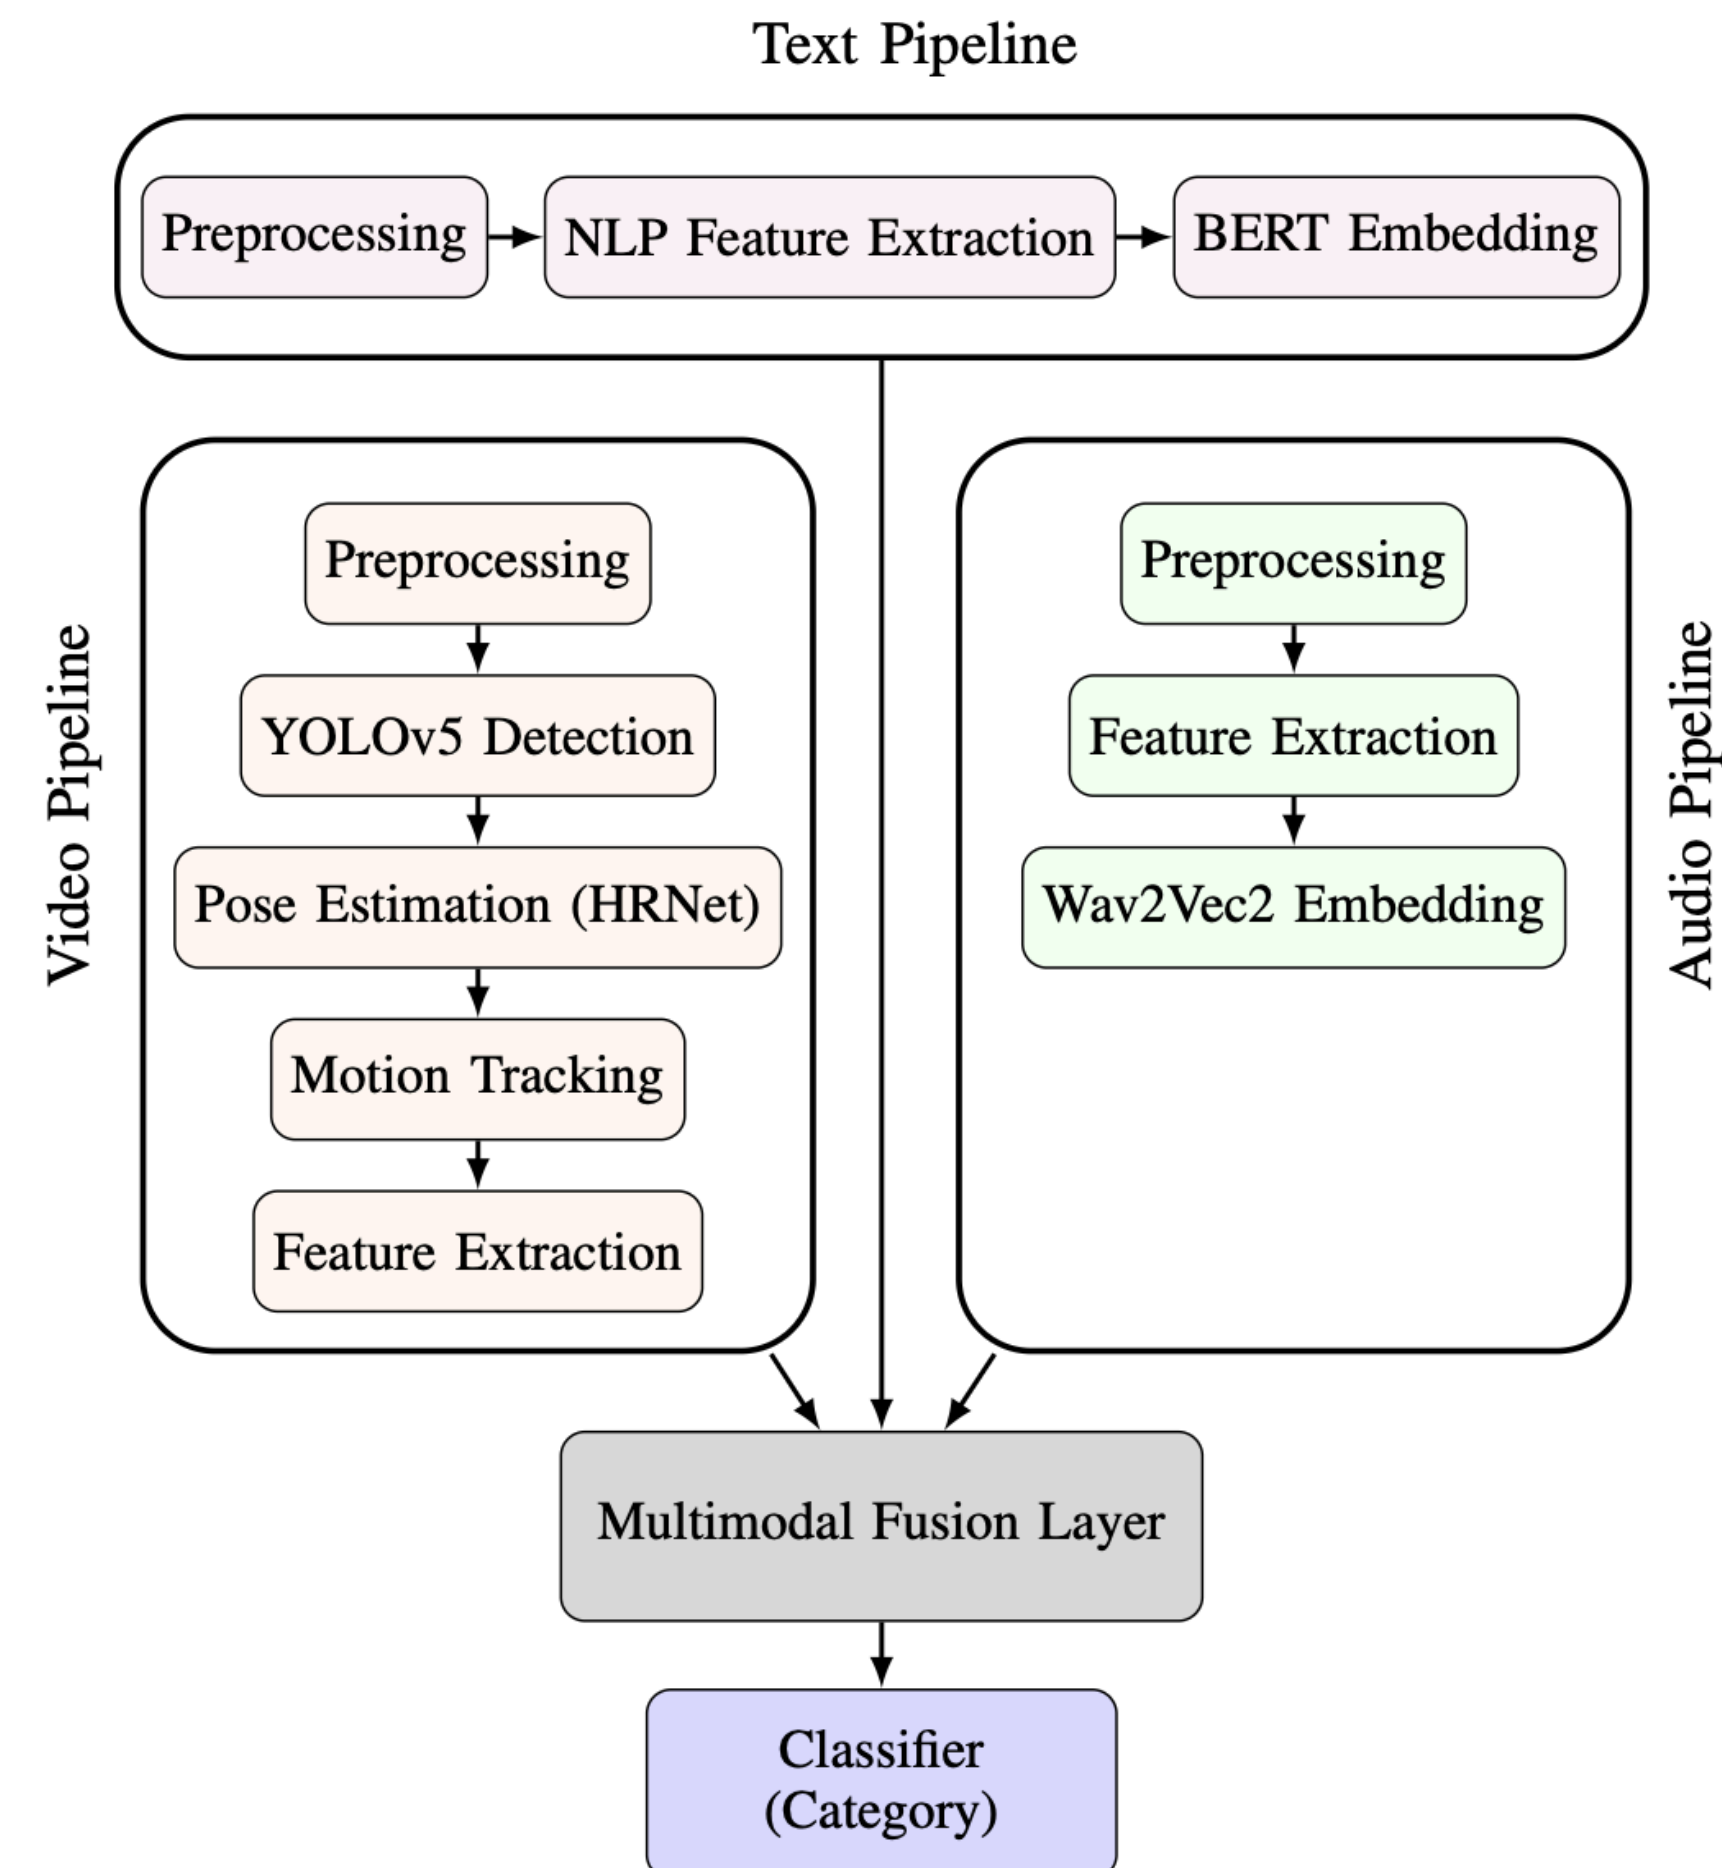 Text Pipeline
Preprocessing
NLP Feature Extraction
BERT Embedding
Video Pipeline
Preprocessing
YOLOv5 Detection
Pose Estimation (HRNet)
Motion Tracking
Feature Extraction
Audio Pipeline
Preprocessing
Feature Extraction
Wav2Vec2 Embedding
Multimodal Fusion Layer
Classifier
(Category)